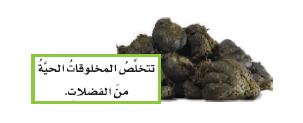 تتخلَّصُ المخلوقاتُ الحيَّةُ
منَ الفضلاتِ.